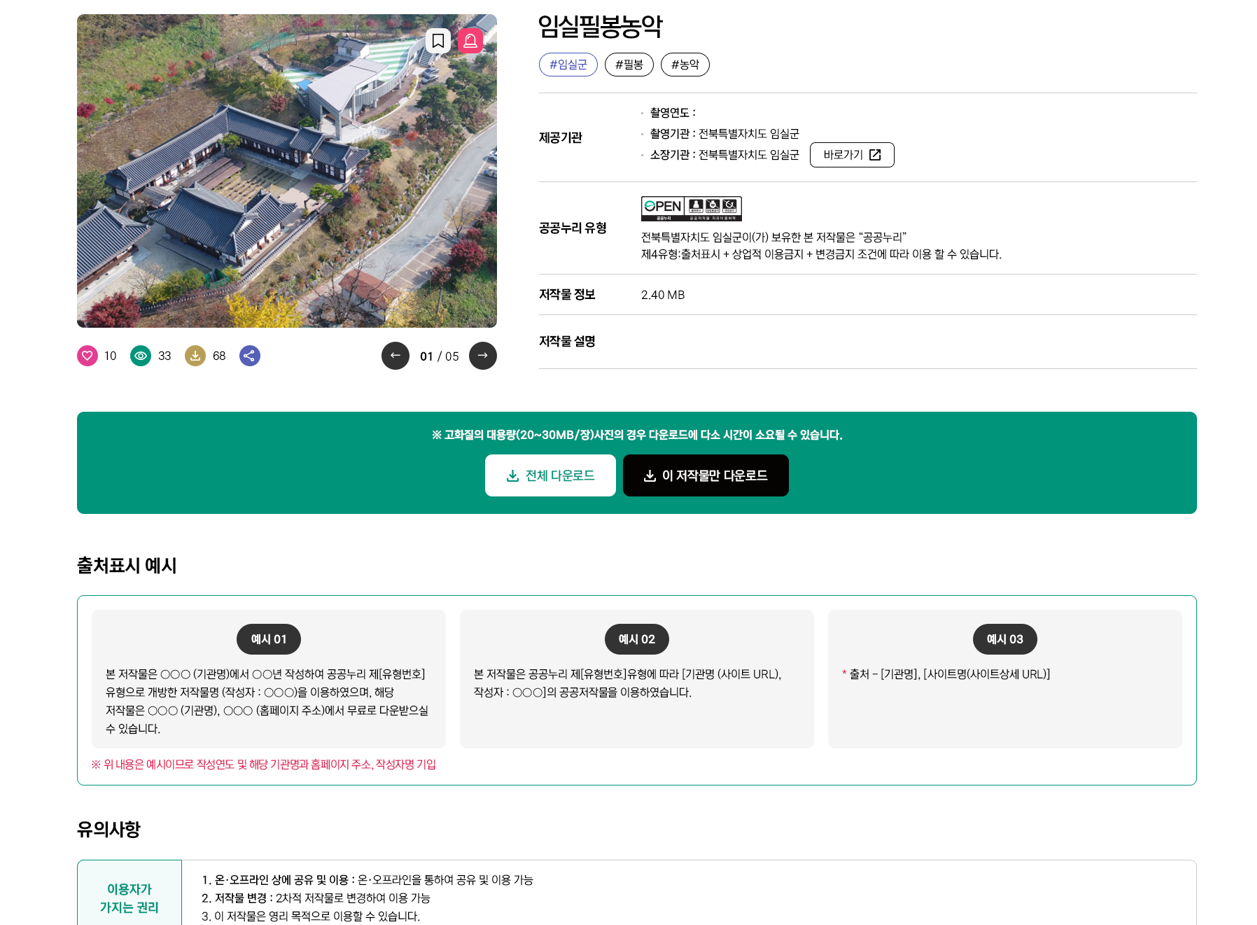 임실필봉농악
#임실군 #필봉 #농악
제공기관
촬영연도 :
촬영기관 : 전북특별자치도 임실군
소장기관 : 전북특별자치도 임실군 바로가기
공공누리 유형
OPEN
공공누리
전북특별자치도 임실군이(가) 보유한 본 저작물은 “공공누리”
제4유형:출처표시 + 상업적 이용금지 + 변경금지 조건에 따라 이용 할 수 있습니다.
저작물 정보 2.40 MB
저작물 설명
10 33 68
← 01 / 05 →
※ 고화질의 대용량(20~30MB/장)사진의 경우 다운로드에 다소 시간이 소요될 수 있습니다.
전체 다운로드 이 저작물만 다운로드
출처표시 예시
예시 01
본 저작물은 ○○○ (기관명)에서 ○○년 작성하여 공공누리 제[유형번호]
유형으로 개방한 저작물명 (작성자 : ○○○)을 이용하였으며, 해당
저작물은 ○○○ (기관명), ○○○ (홈페이지 주소)에서 무료로 다운받으실
수 있습니다.
예시 02
본 저작물은 공공누리 제[유형번호]유형에 따라 [기관명 (사이트 URL),
작성자 : ○○○]의 공공저작물을 이용하였습니다.
예시 03
* 출처 - [기관명], [사이트명(사이트상세 URL)]
※ 위 내용은 예시이므로 작성연도 및 해당 기관명과 홈페이지 주소, 작성자명 기입
유의사항
이용자가
가지는 권리
1. 온·오프라인 상에 공유 및 이용 : 온·오프라인을 통하여 공유 및 이용 가능
2. 저작물 변경 : 2차적 저작물로 변경하여 이용 가능
3. 이 저작물은 영리 목적으로 이용할 수 있습니다.